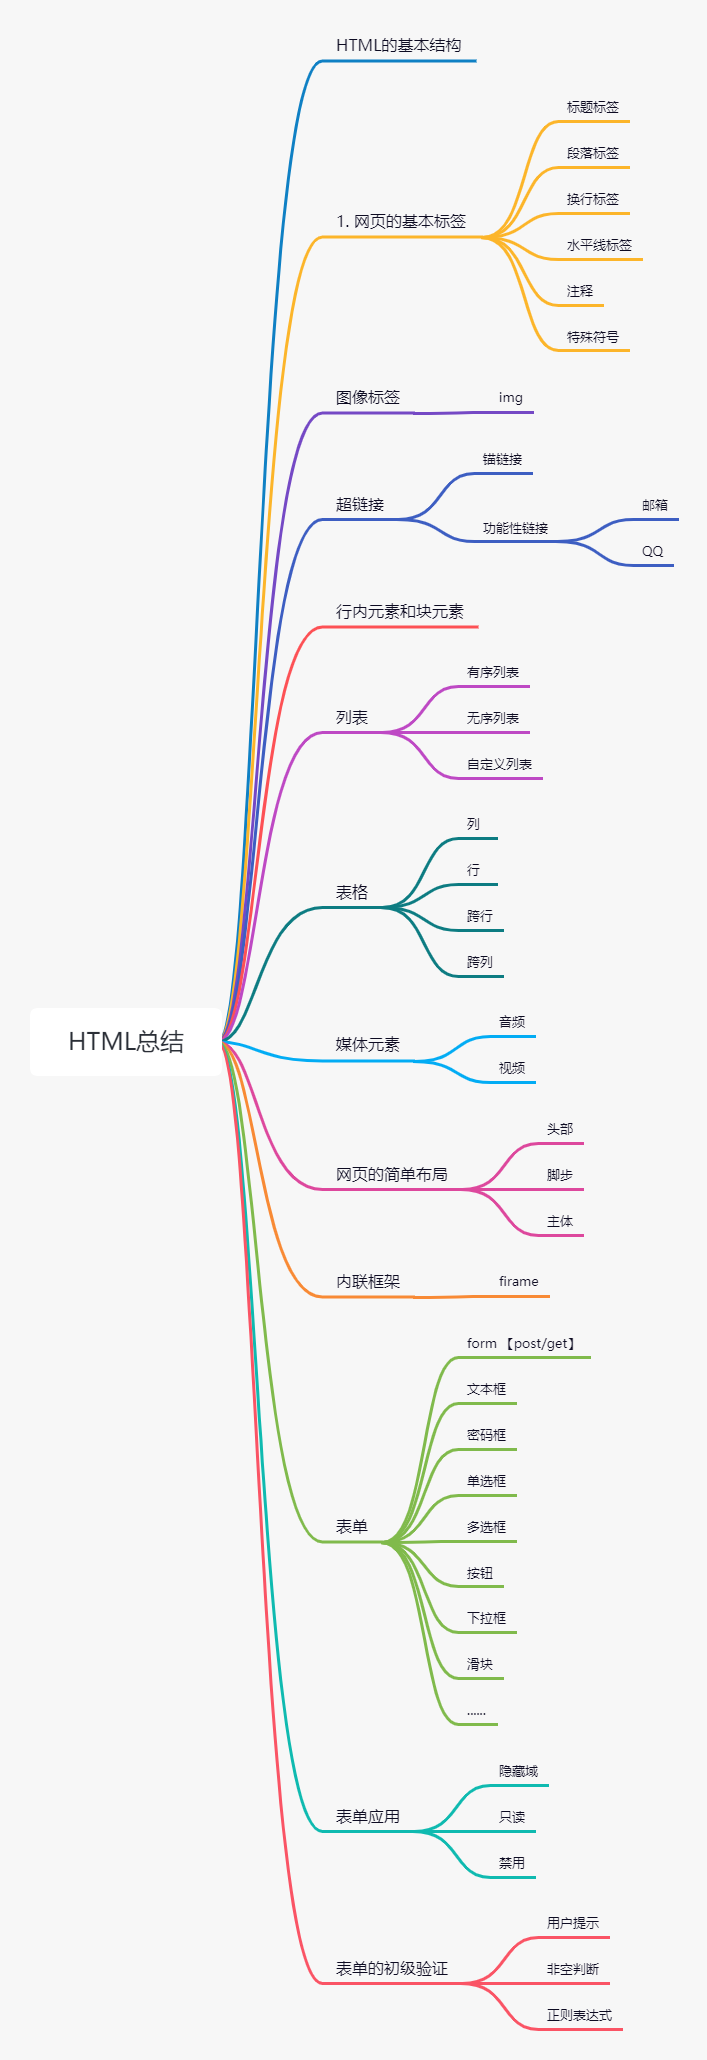 HTML总结
HTML的基本结构
1. 网页的基本标签
标题标签
段落标签
换行标签
水平线标签
注释
特殊符号
图像标签
img
超链接
锚链接
功能性链接
邮箱
QQ
行内元素和块元素
列表
有序列表
无序列表
自定义列表
表格
列
行
跨行
跨列
媒体元素
音频
视频
网页的简单布局
头部
脚步
主体
内联框架
firame
表单
form 【post/get】
文本框
密码框
单选框
多选框
按钮
下拉框
滑块
......
表单应用
隐藏域
只读
禁用
表单的初级验证
用户提示
非空判断
正则表达式